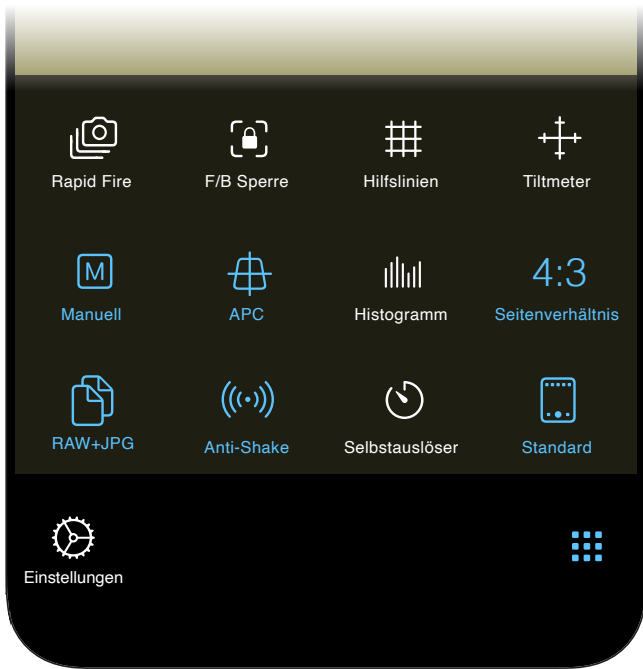 Rapid Fire
F/B Sperre
Hilfslinien
Tiltmeter
M
Manuell
APC
Histogramm
4:3
Seitenverhältnis
RAW+JPG
Anti-Shake
Selbstauslöser
Standard
Einstellungen